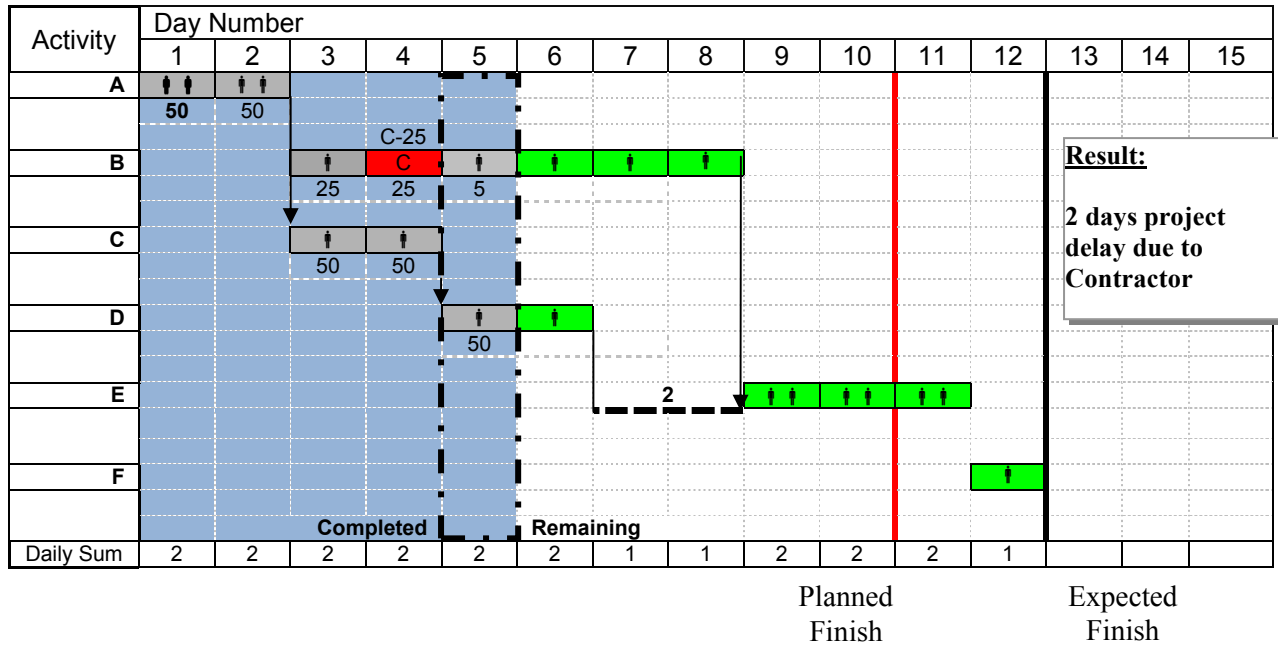 Activity
Day Number
1 2 3 4 5 6 7 8 9 10 11 12 13 14 15
A
50 50
C-25
B C
25 25 5
C
50 50
D
50
E 2
F
Completed Remaining
Daily Sum 2 2 2 2 2 2 1 1 2 2 2 1
Result:
2 days project
delay due to
Contractor
Planned
Finish
Expected
Finish